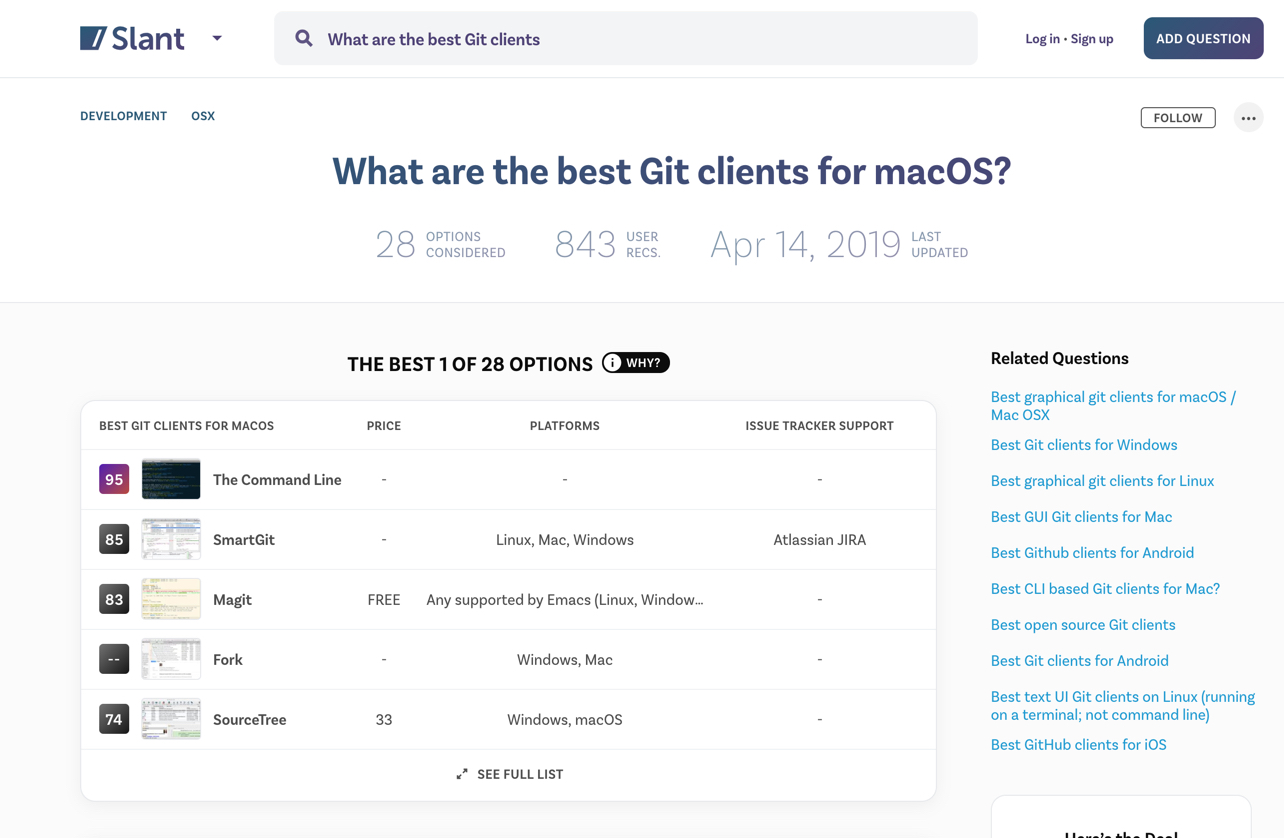 Slant
What are the best Git clients
Log in • Sign up
ADD QUESTION
DEVELOPMENT OSX
FOLLOW
What are the best Git clients for macOS?
28 OPTIONS CONSIDERED
843 USER RECS.
Apr 14, 2019 LAST UPDATED
THE BEST 1 OF 28 OPTIONS
WHY?
BEST GIT CLIENTS FOR MACOS PRICE PLATFORMS ISSUE TRACKER SUPPORT
95 The Command Line - - -
85 SmartGit - Linux, Mac, Windows Atlassian JIRA
83 Magit FREE Any supported by Emacs (Linux, Window... -
-- Fork - Windows, Mac -
74 SourceTree 33 Windows, macOS -
SEE FULL LIST
Related Questions
Best graphical git clients for macOS /
Mac OSX
Best Git clients for Windows
Best graphical git clients for Linux
Best GUI Git clients for Mac
Best Github clients for Android
Best CLI based Git clients for Mac?
Best open source Git clients
Best Git clients for Android
Best text UI Git clients on Linux (running
on a terminal; not command line)
Best GitHub clients for iOS
Here's the Deal